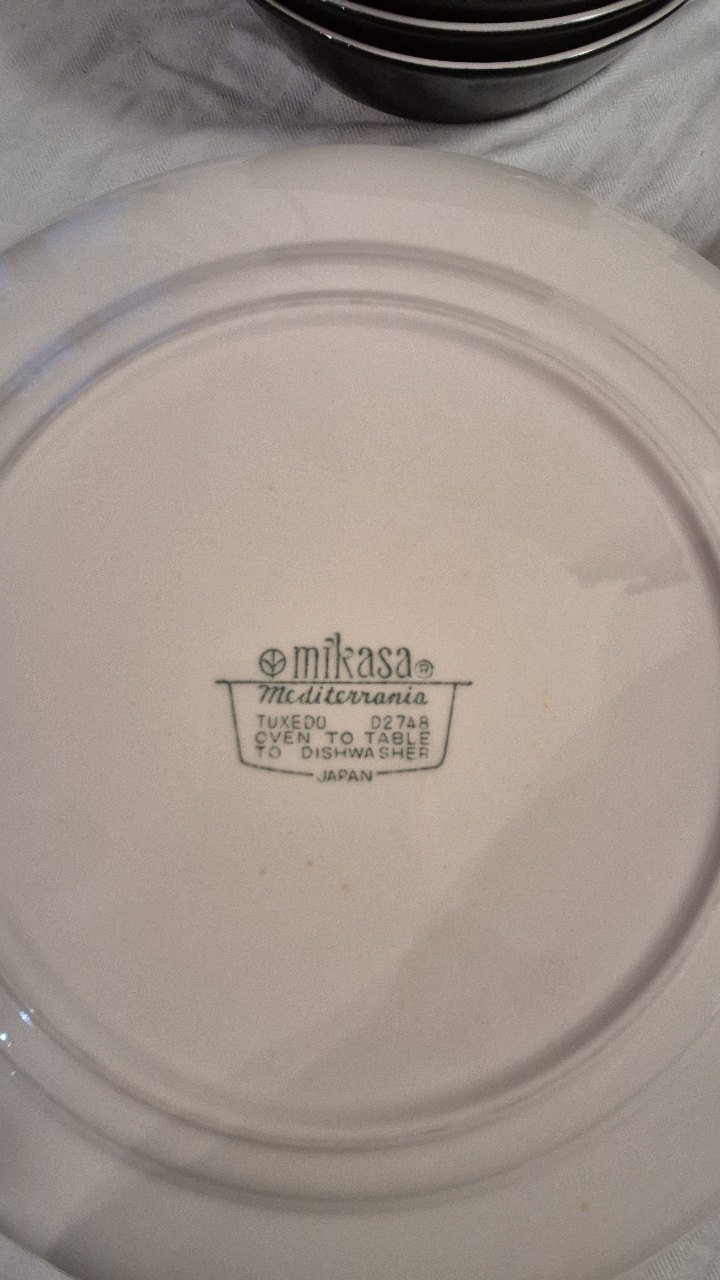 mikasa®
Mediterrania
TUXEDO D2748
OVEN TO TABLE
TO DISHWASHER
JAPAN